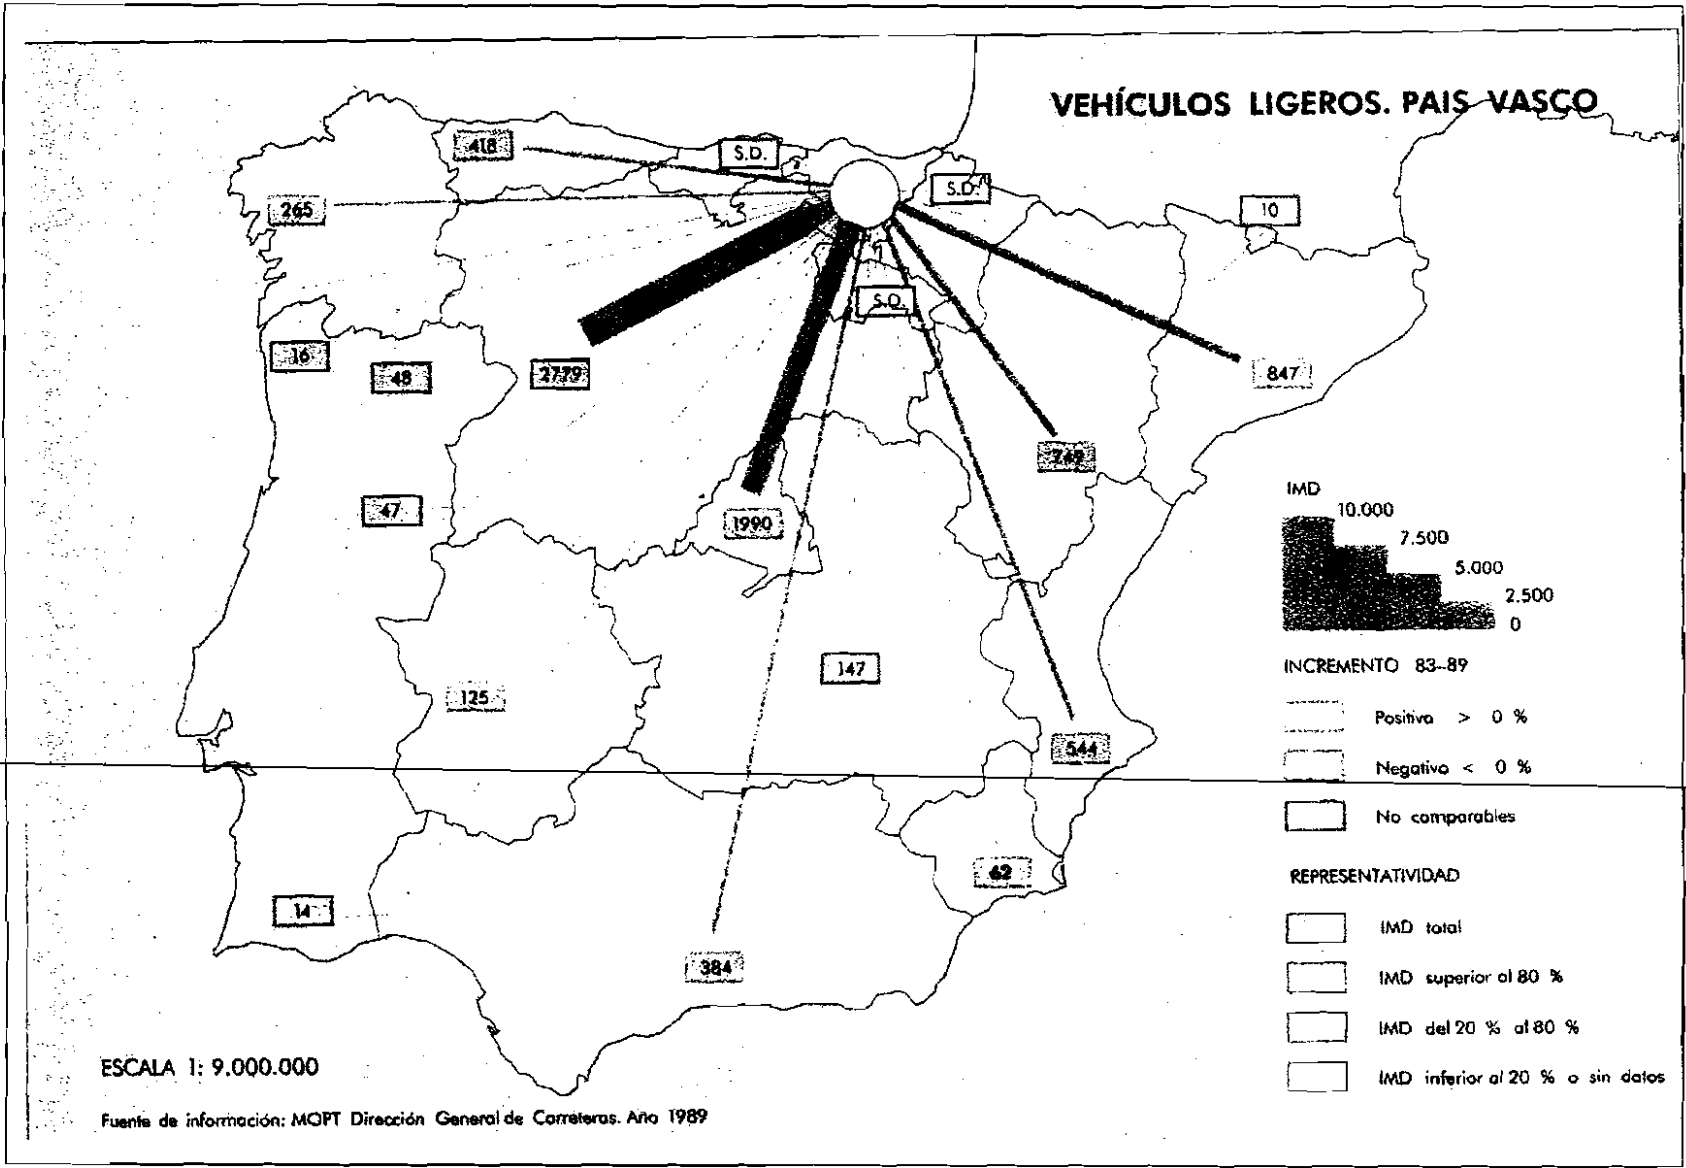 VEHÍCULOS LIGEROS. PAIS VASCO
418
S.D.
S.D.
265
10
S.D.
16
48
2779
847
749
47
1990
IMD
10.000
7.500
5.000
2.500
0
147
125
INCREMENTO 83-89
Positivo > 0 %
544
Negativo < 0 %
No comparables
62
REPRESENTATIVIDAD
14
IMD total
384
IMD superior al 80 %
IMD del 20 % al 80 %
IMD inferior al 20 % o sin datos
ESCALA 1: 9.000.000
Fuente de información: MOPT Dirección General de Carreteras. Año 1989